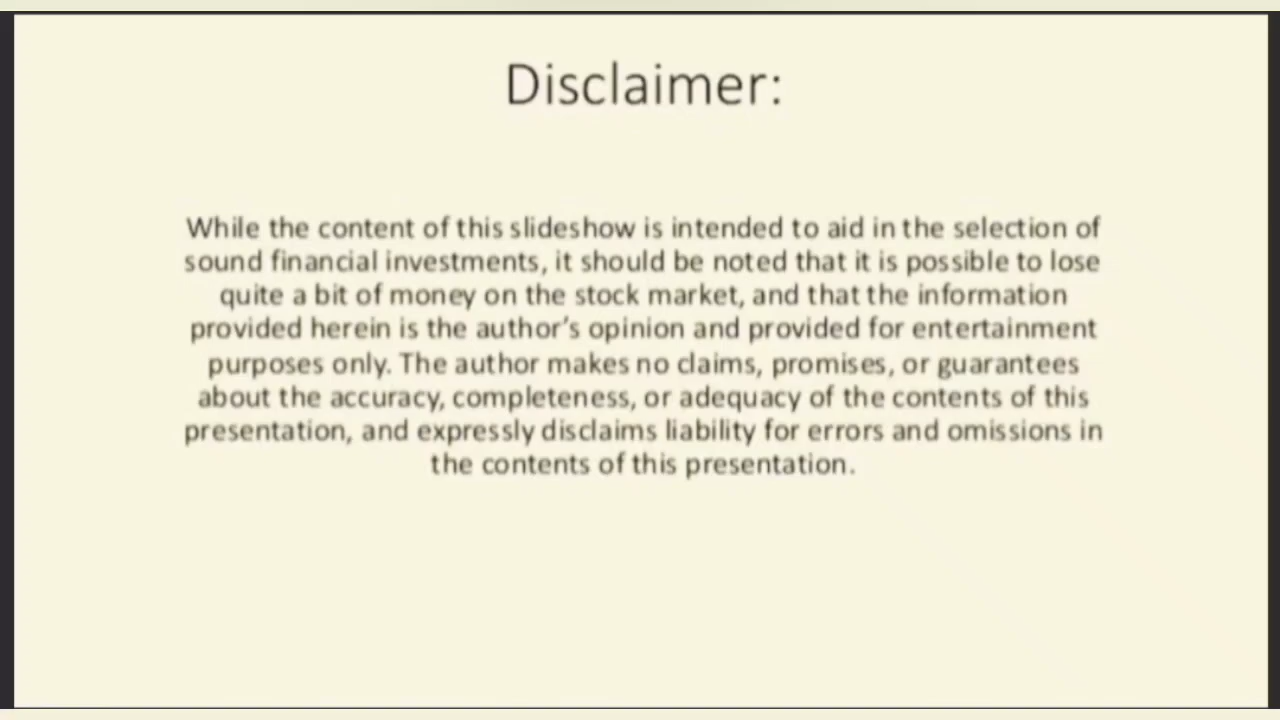 Disclaimer:
While the content of this slideshow is intended to aid in the selection of
sound financial investments, it should be noted that it is possible to lose
quite a bit of money on the stock market, and that the information
provided herein is the author’s opinion and provided for entertainment
purposes only. The author makes no claims, promises, or guarantees
about the accuracy, completeness, or adequacy of the contents of this
presentation, and expressly disclaims liability for errors and omissions in
the contents of this presentation.